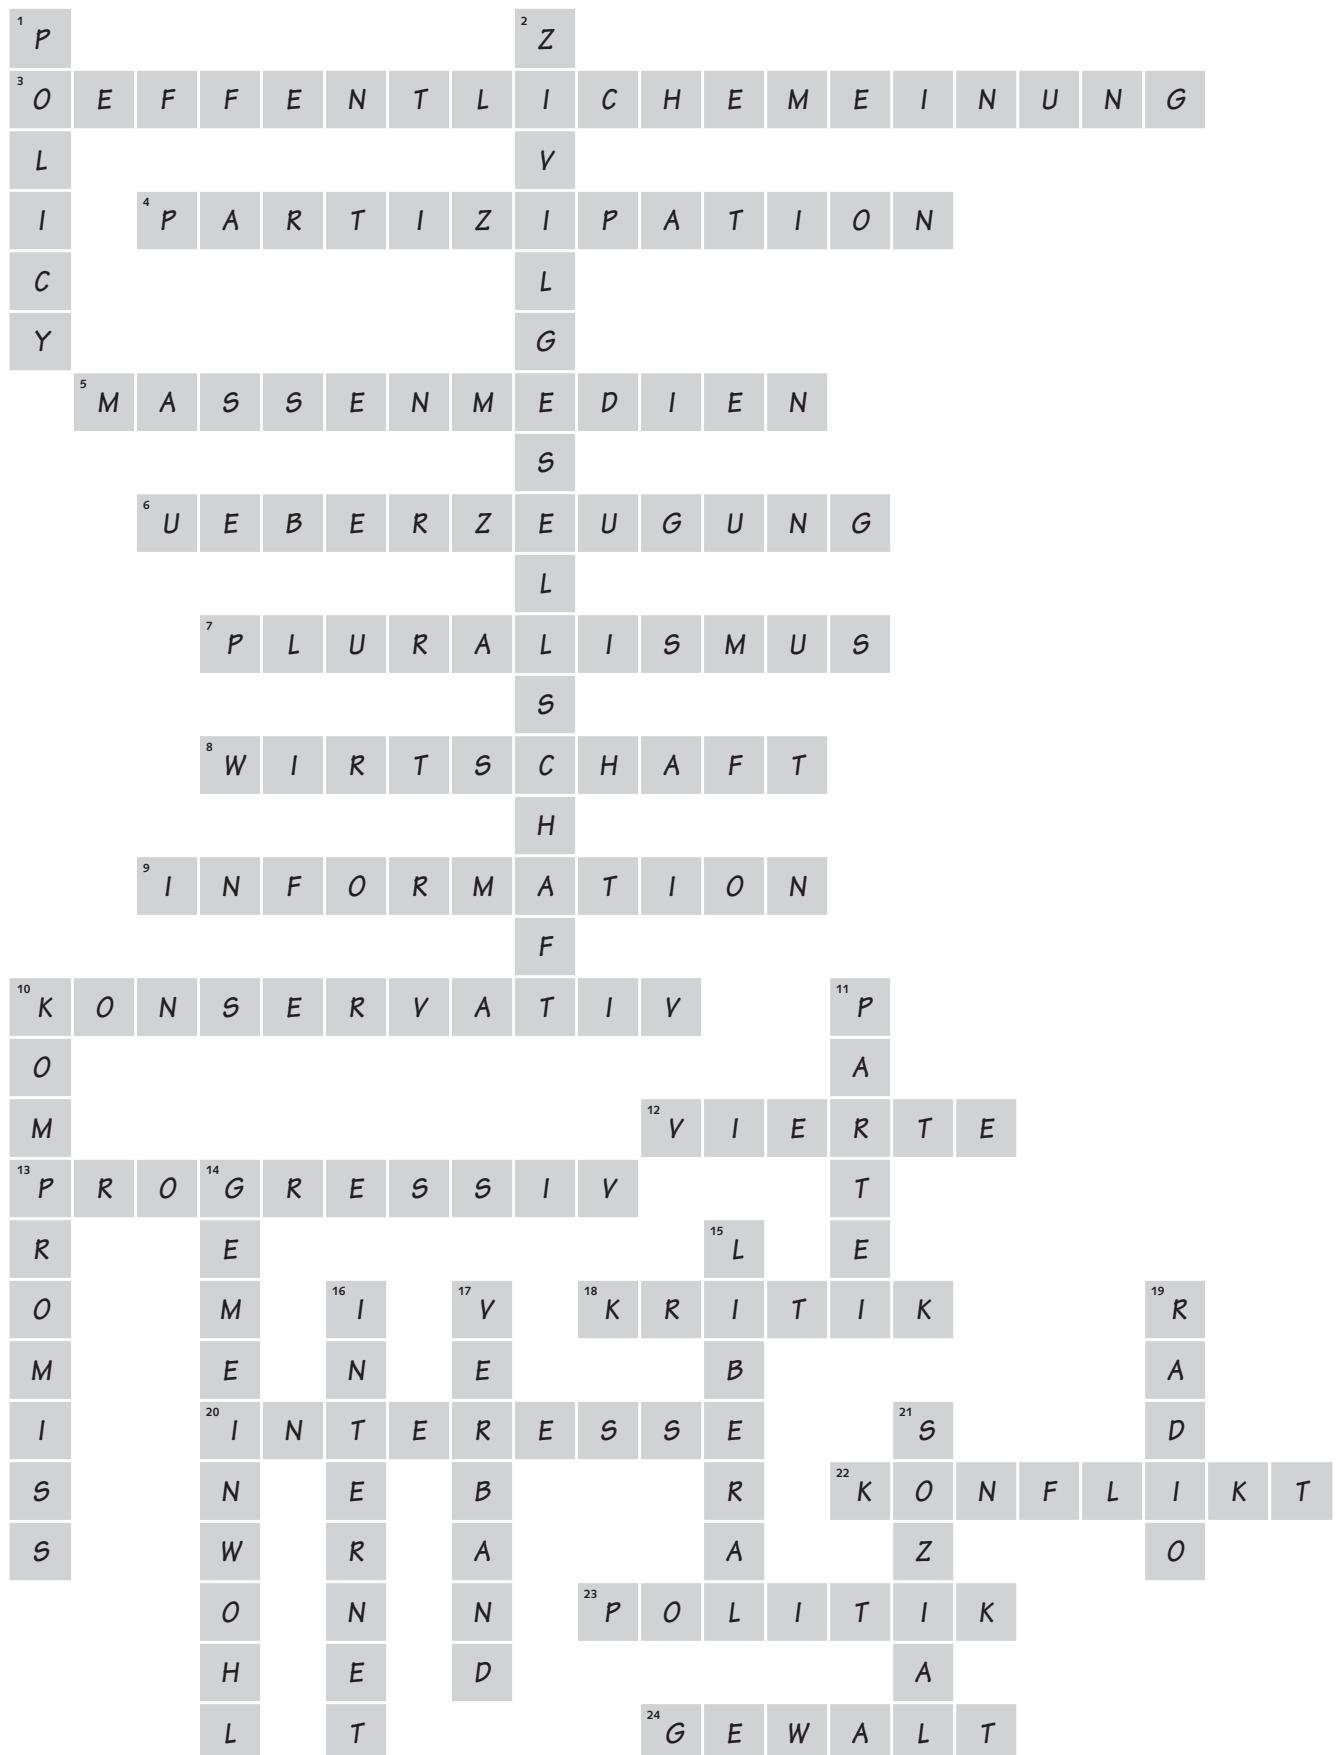 1 P 2 Z
3 O E F F E N T L I C H E M E I N U N G
L V
I 4 P A R T I Z I P A T I O N
C L
Y G
5 M A S S E N M E D I E N
S
6 U E B E R Z E U G U N G
L
7 P L U R A L I S M U S
S
8 W I R T S C H A F T
H
9 I N F O R M A T I O N
F
10 K O N S E R V A T I V 11 P
O A
M 12 V I E R T E
13 P R O 14 G R E S S I V T
R E 15 L E
O M 16 I 17 V 18 K R I T I K 19 R
M E N E B A
I 20 I N T E R E S S E 21 S D
S N E B R 22 K O N F L I K T
S W R A A Z O
O N N 23 P O L I T I K
H E D A
L T 24 G E W A L T